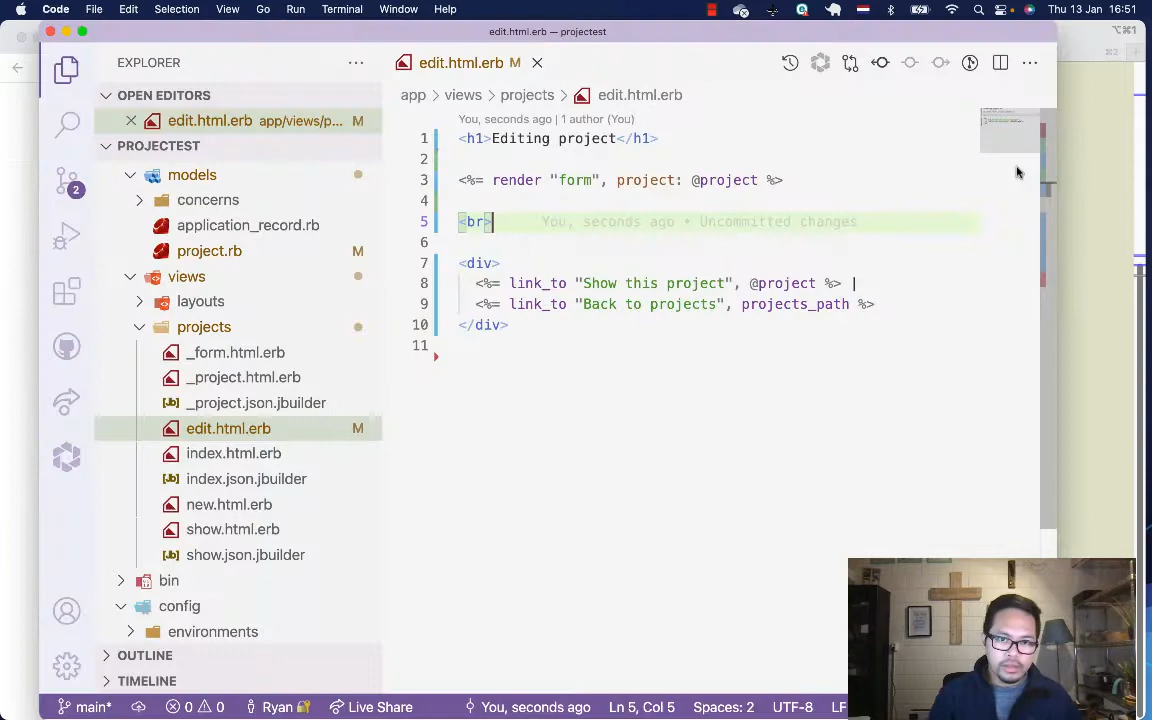 Code File Edit Selection View Go Run Terminal Window Help
Thu 13 Jan 16:51
edit.html.erb — projectest
⌥⌘1
⌘2
EXPLORER
edit.html.erb M
OPEN EDITORS
edit.html.erb app/views/p... M
PROJECTEST
models
concerns
application_record.rb
project.rb M
views
layouts
projects
_form.html.erb
_project.html.erb
_project.json.jbuilder
edit.html.erb M
index.html.erb
index.json.jbuilder
new.html.erb
show.html.erb
show.json.jbuilder
bin
config
environments
OUTLINE
TIMELINE
2
app > views > projects > edit.html.erb
You, seconds ago | 1 author (You)
1 <h1>Editing project</h1>
2
3 <%= render "form", project: @project %>
4
5 <br> You, seconds ago • Uncommitted changes
6
7 <div>
8 <%= link_to "Show this project", @project %> |
9 <%= link_to "Back to projects", projects_path %>
10 </div>
11
main* 0 0 Ryan Live Share You, seconds ago Ln 5, Col 5 Spaces: 2 UTF-8 LF